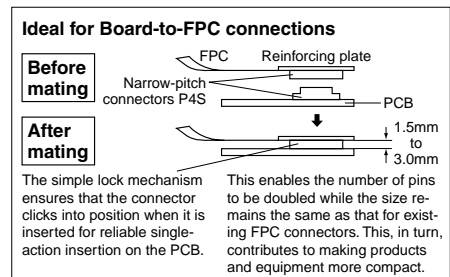 Ideal for Board-to-FPC connections
Before
mating
FPC
Reinforcing plate
Narrow-pitch
connectors P4S
PCB
After
mating
1.5mm
to
3.0mm
The simple lock mechanism
ensures that the connector
clicks into position when it is
inserted for reliable single-
action insertion on the PCB.
This enables the number of pins
to be doubled while the size re-
mains the same as that for exist-
ing FPC connectors. This, in turn,
contributes to making products
and equipment more compact.